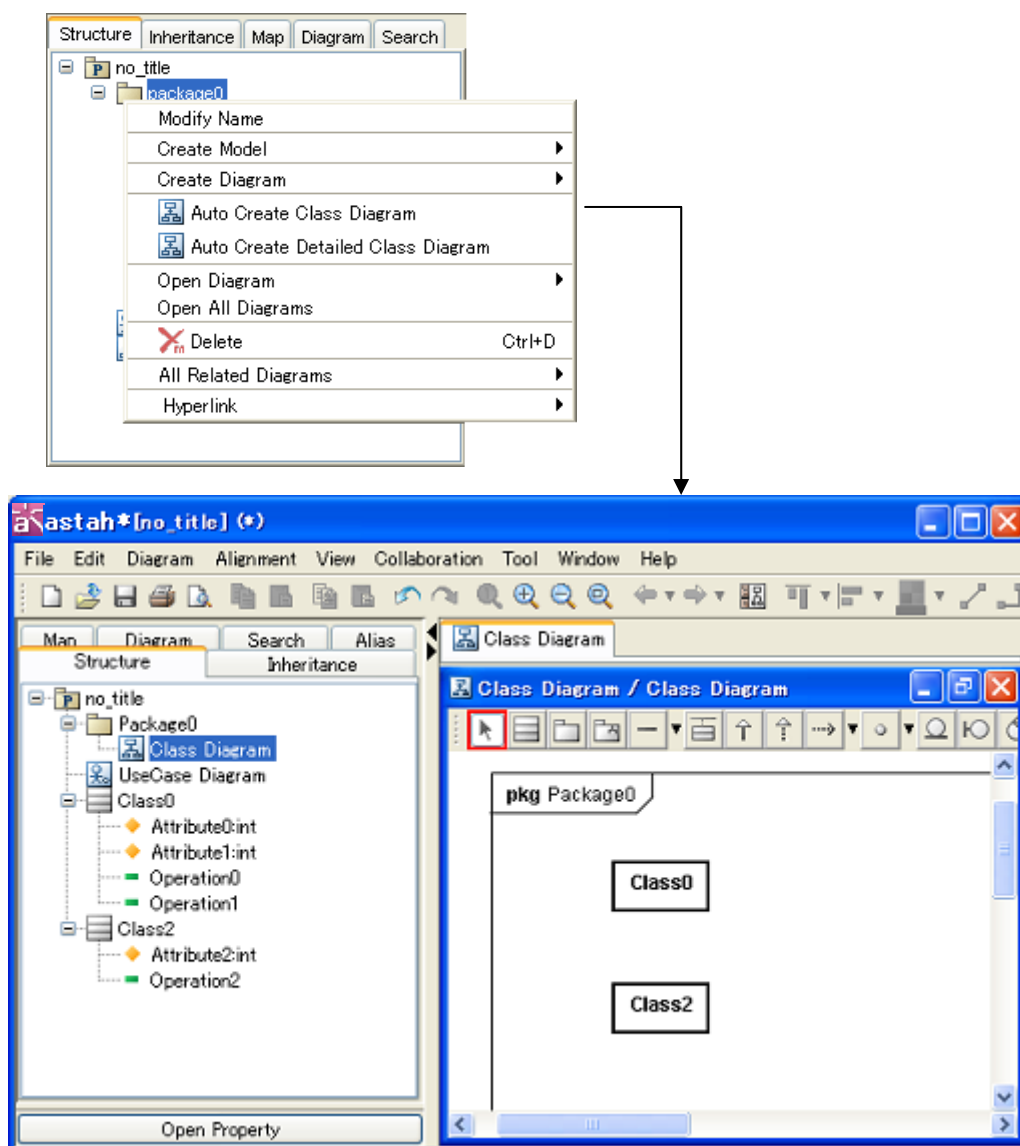 Structure Inheritance Map Diagram Search
no_title
package0
Modify Name
Create Model
Create Diagram
Auto Create Class Diagram
Auto Create Detailed Class Diagram
Open Diagram
Open All Diagrams
Delete Ctrl+D
All Related Diagrams
Hyperlink
astah*[no_title] (*)
File Edit Diagram Alignment View Collaboration Tool Window Help
Map Diagram Search Alias
Structure Inheritance
no_title
Package0
Class Diagram
UseCase Diagram
Class0
Attribute0:int
Attribute1:int
Operation0
Operation1
Class2
Attribute2:int
Operation2
Open Property
Class Diagram
Class Diagram / Class Diagram
pkg Package0
Class0
Class2